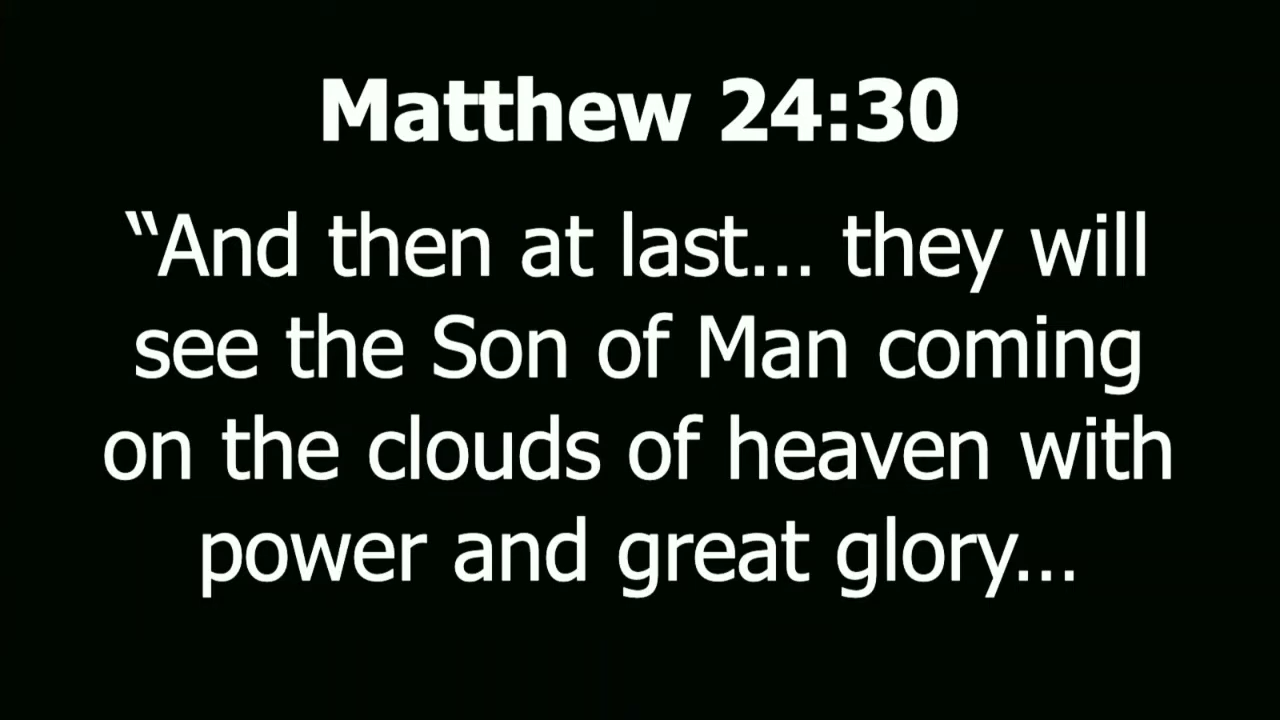 Matthew 24:30
“And then at last... they will
see the Son of Man coming
on the clouds of heaven with
power and great glory...